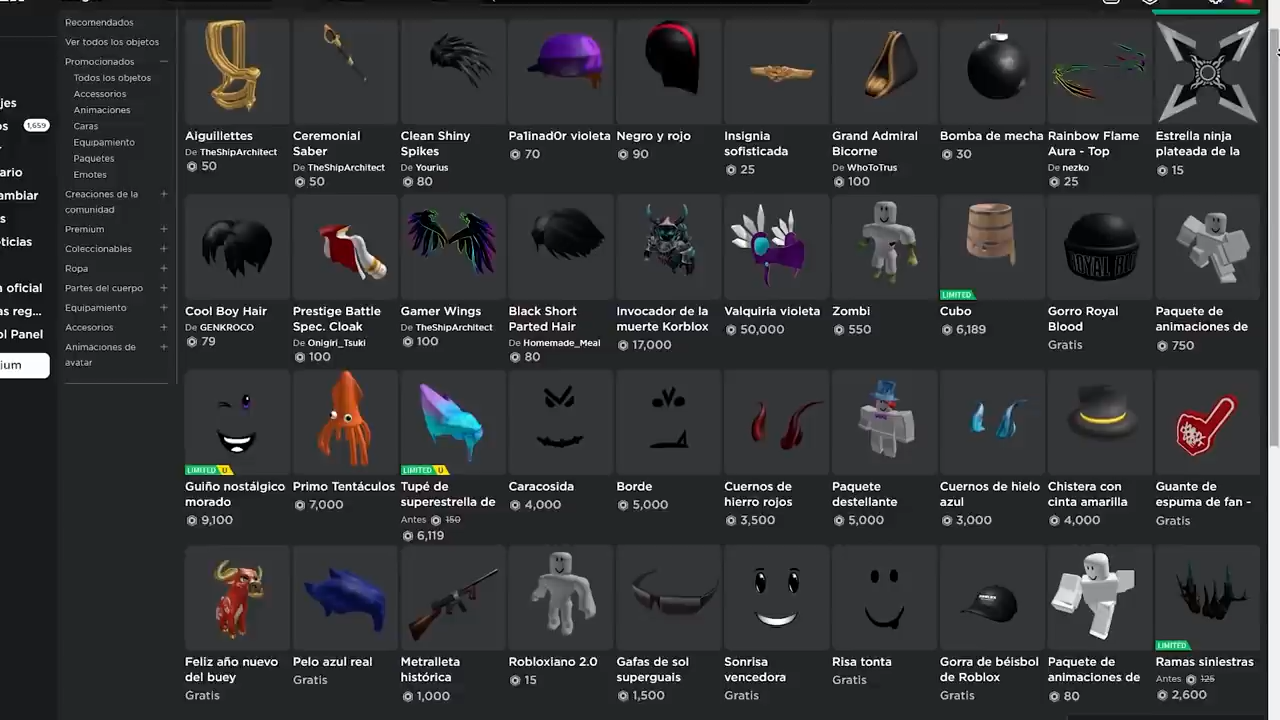 jes
os
1,659
ario
ambiar
s
oticias
a oficial
as reg...
ol Panel
ium
Recomendados
Ver todos los objetos
Promocionados
Todos los objetos
Accessorios
Animaciones
Caras
Equipamiento
Paquetes
Emotes
Creaciones de la
comunidad
Premium
Coleccionables
Ropa
Partes del cuerpo
Equipamiento
Accesorios
Animaciones de
avatar
Aiguillettes
De TheShipArchitect
50
Ceremonial
Saber
De TheShipArchitect
50
Clean Shiny
Spikes
De Yourius
80
Pa1inad0r violeta
70
Negro y rojo
90
Insignia
sofisticada
25
Grand Admiral
Bicorne
De WhoToTrus
100
Bomba de mecha
30
Rainbow Flame
Aura - Top
De nezko
25
Estrella ninja
plateada de la
15
Cool Boy Hair
De GENKROCO
79
Prestige Battle
Spec. Cloak
De Onigiri_Tsuki
100
Gamer Wings
De TheShipArchitect
100
Black Short
Parted Hair
De Homemade_Meal
80
Invocador de la
muerte Korblox
17,000
Valquiria violeta
50,000
Zombi
550
LIMITED
Cubo
6,189
ROYAL BLO
Gorro Royal
Blood
Gratis
Paquete de
animaciones de
750
LIMITED U
Guiño nostálgico
morado
9,100
Primo Tentáculos
7,000
LIMITED U
Tupé de
superestrella de
Antes 150
6,119
Caracosida
4,000
Borde
5,000
Cuernos de
hierro rojos
3,500
Paquete
destellante
5,000
Cuernos de hielo
azul
3,000
Chistera con
cinta amarilla
4,000
Guante de
espuma de fan -
Gratis
Feliz año nuevo
del buey
Gratis
Pelo azul real
Gratis
Metralleta
histórica
1,000
Robloxiano 2.0
15
Gafas de sol
superguais
1,500
Sonrisa
vencedora
Gratis
Risa tonta
Gratis
Gorra de béisbol
de Roblox
Gratis
Paquete de
animaciones de
80
LIMITED
Ramas siniestras
Antes 125
2,600